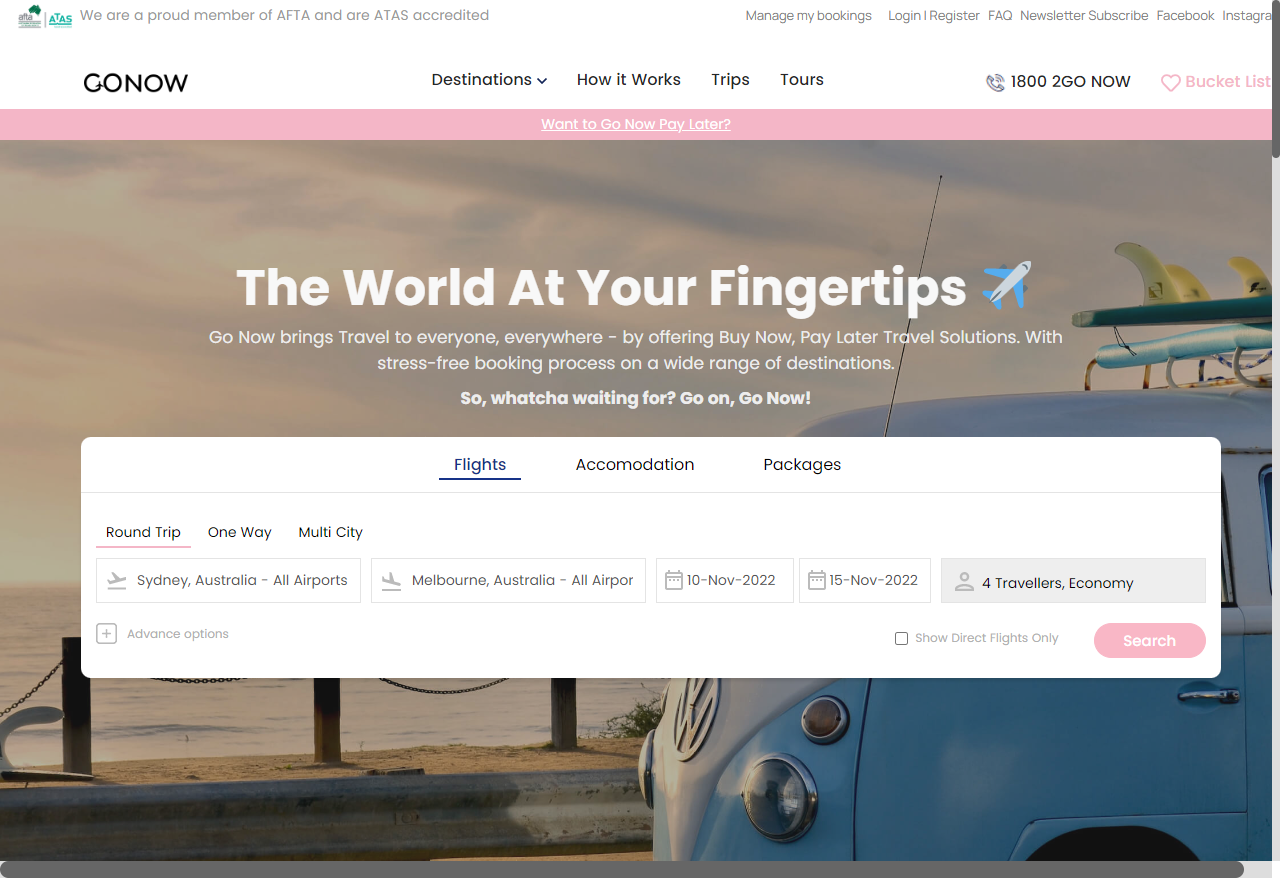 afta ATAS We are a proud member of AFTA and are ATAS accredited
Manage my bookings Login | Register FAQ Newsletter Subscribe Facebook Instagra
GONOW Destinations How it Works Trips Tours 1800 2GO NOW Bucket List
Want to Go Now Pay Later?
The World At Your Fingertips
Go Now brings Travel to everyone, everywhere - by offering Buy Now, Pay Later Travel Solutions. With
stress-free booking process on a wide range of destinations.
So, whatcha waiting for? Go on, Go Now!
Flights Accomodation Packages
Round Trip One Way Multi City
Sydney, Australia - All Airports Melbourne, Australia - All Airpor 10-Nov-2022 15-Nov-2022 4 Travellers, Economy
Advance options Show Direct Flights Only Search